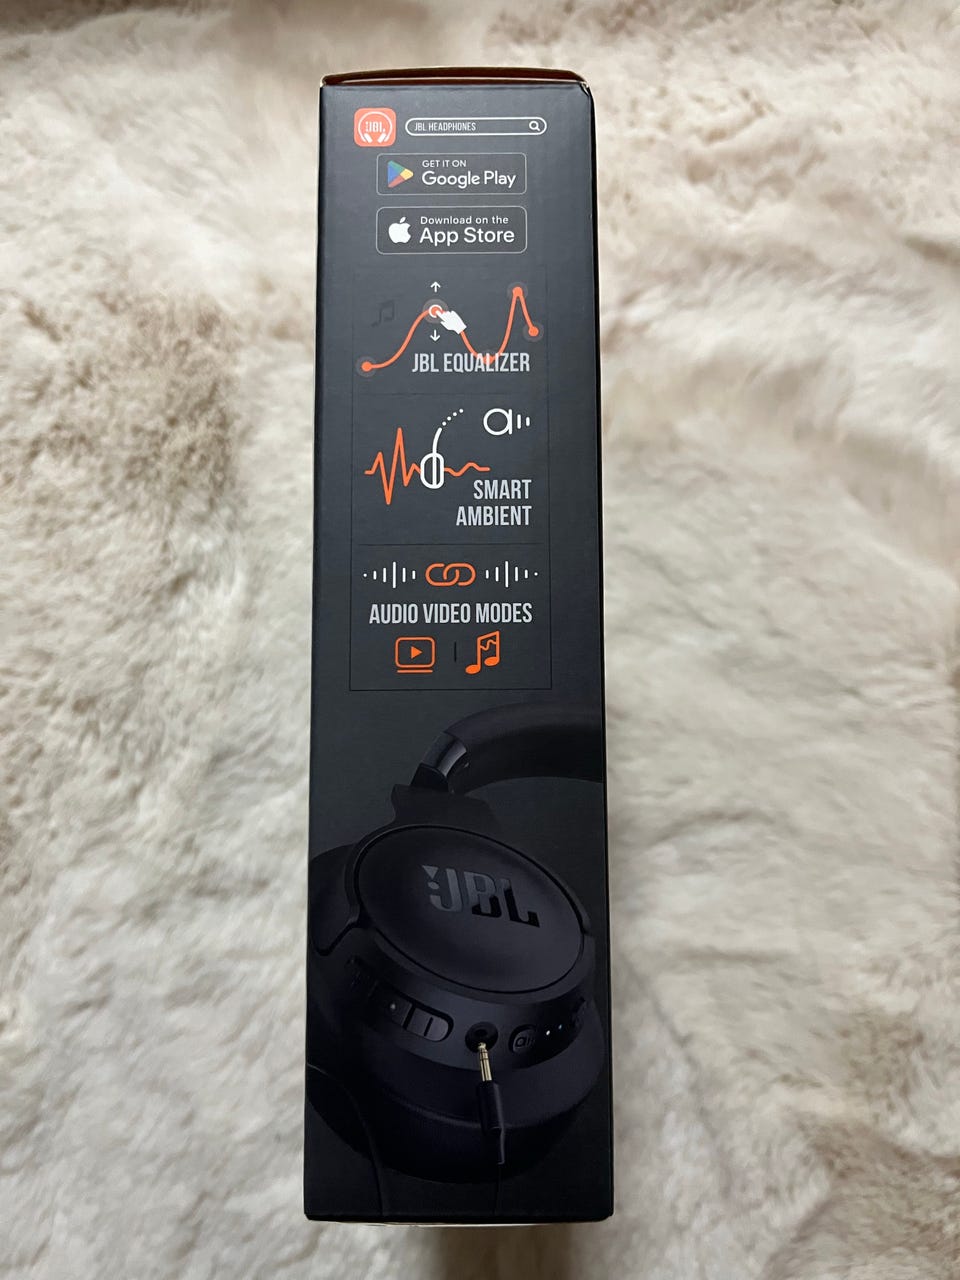 JBL
JBL HEADPHONES
GET IT ON
Google Play
Download on the
App Store
JBL EQUALIZER
SMART
AMBIENT
AUDIO VIDEO MODES
JBL